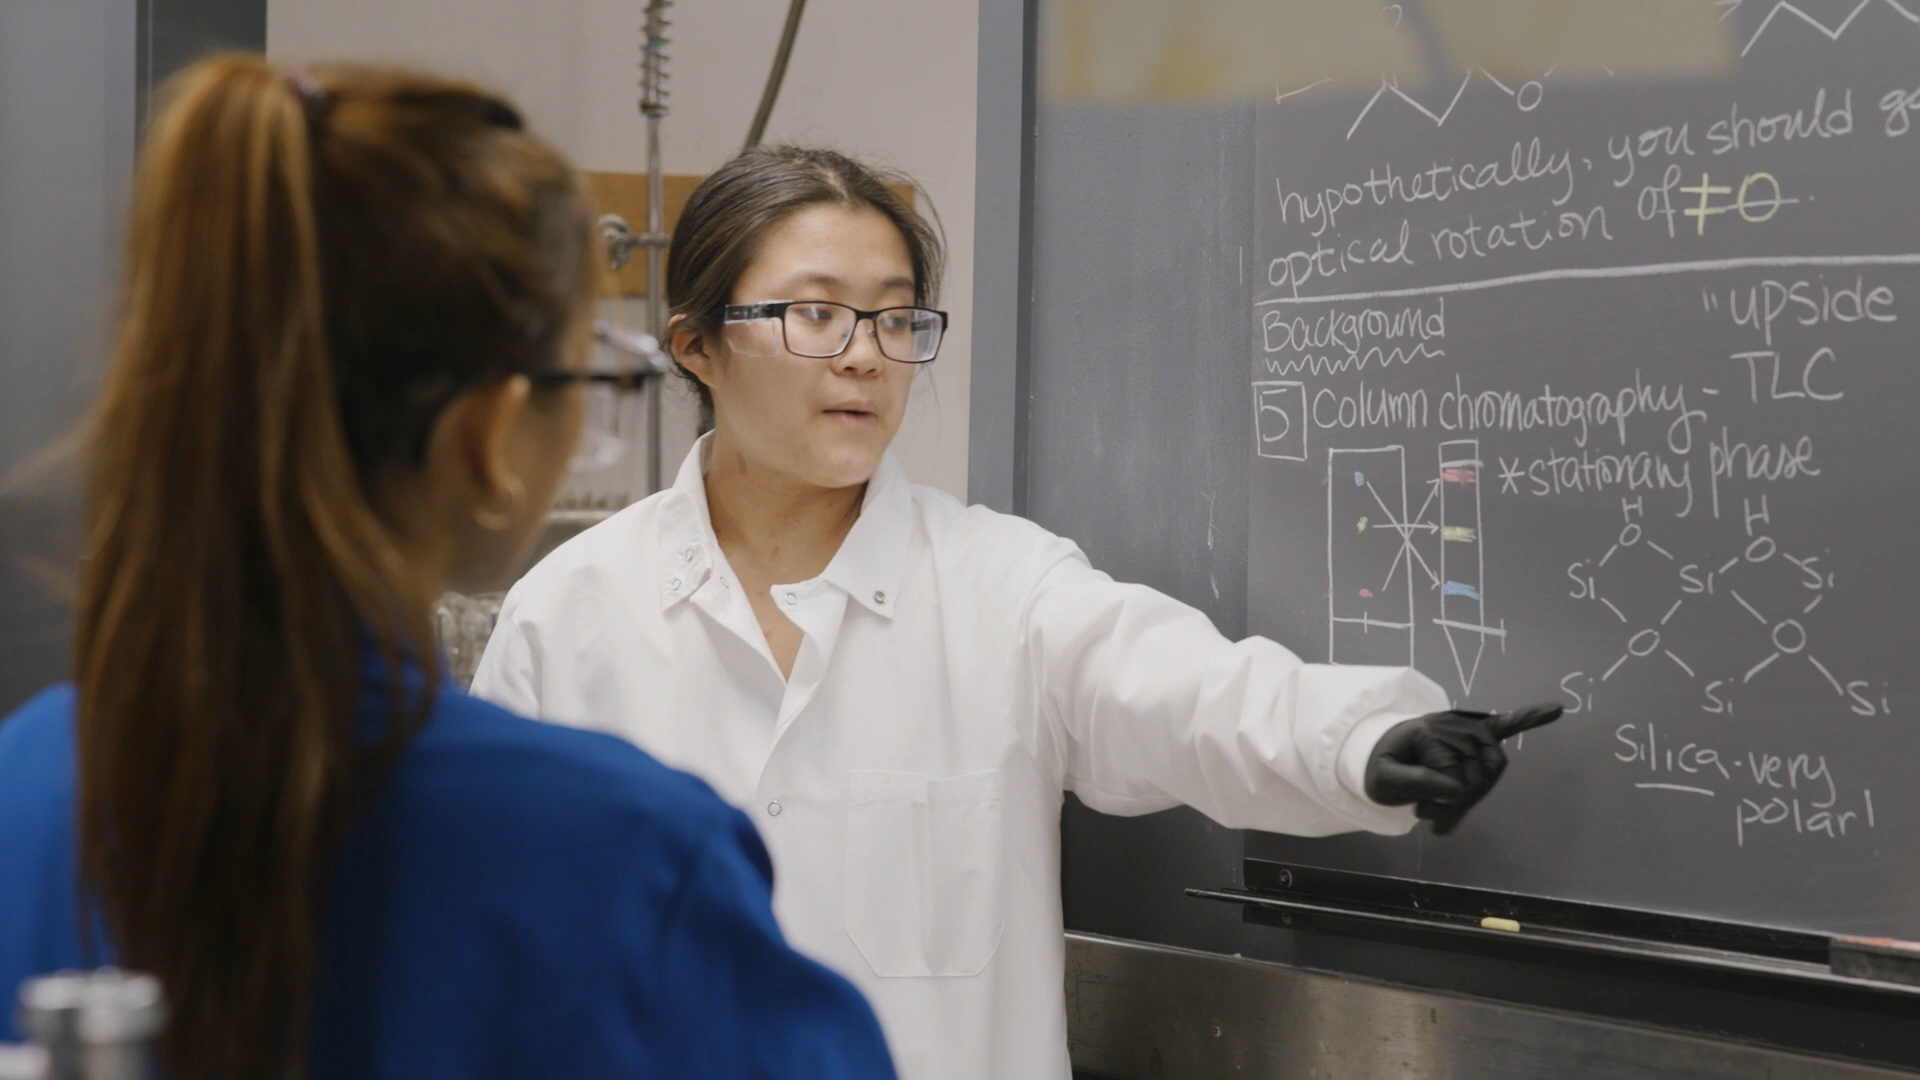 O
hypothetically, you should
optical rotation of ≠0.
Background
"upside
TLC
5 Column chromatography-
*stationary phase
H H
O O
Si Si Si
O O
Si Si Si
Silica-very
polar!